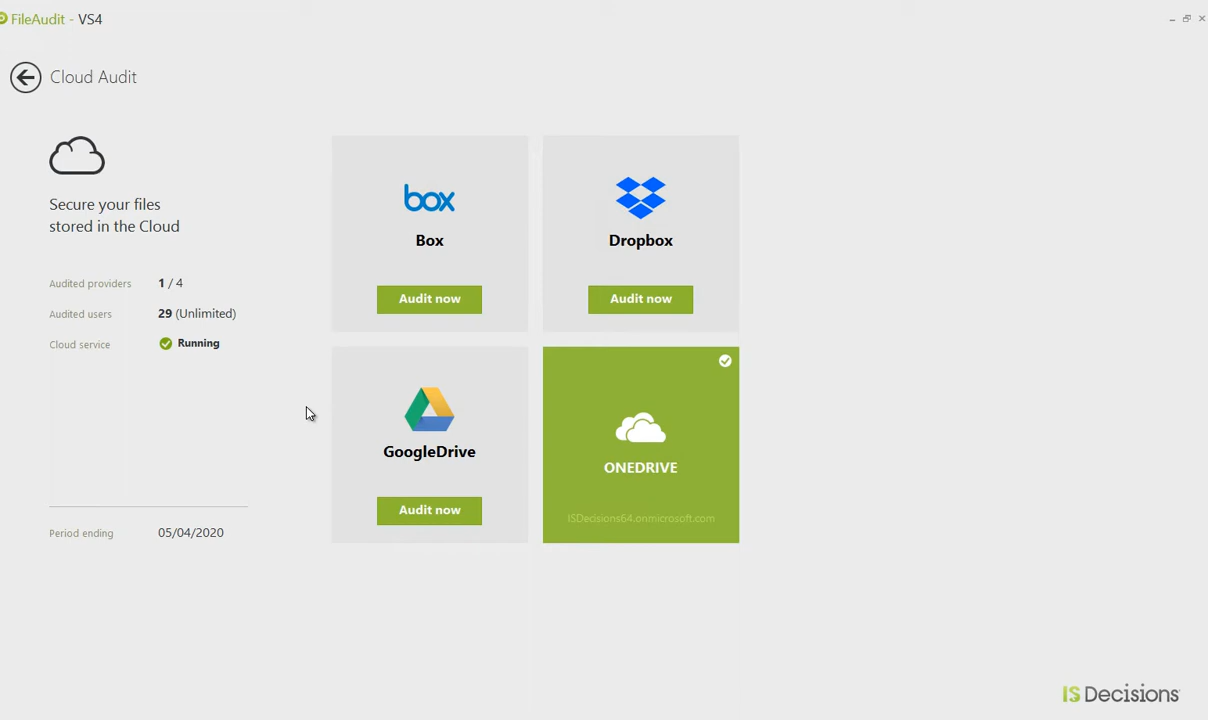 FileAudit - VS4
Cloud Audit
Secure your files
stored in the Cloud
Audited providers 1 / 4
Audited users 29 (Unlimited)
Cloud service Running
Period ending 05/04/2020
box
Box
Audit now
Dropbox
Audit now
GoogleDrive
Audit now
ONEDRIVE
ISDecisions64.onmicrosoft.com
IS Decisions